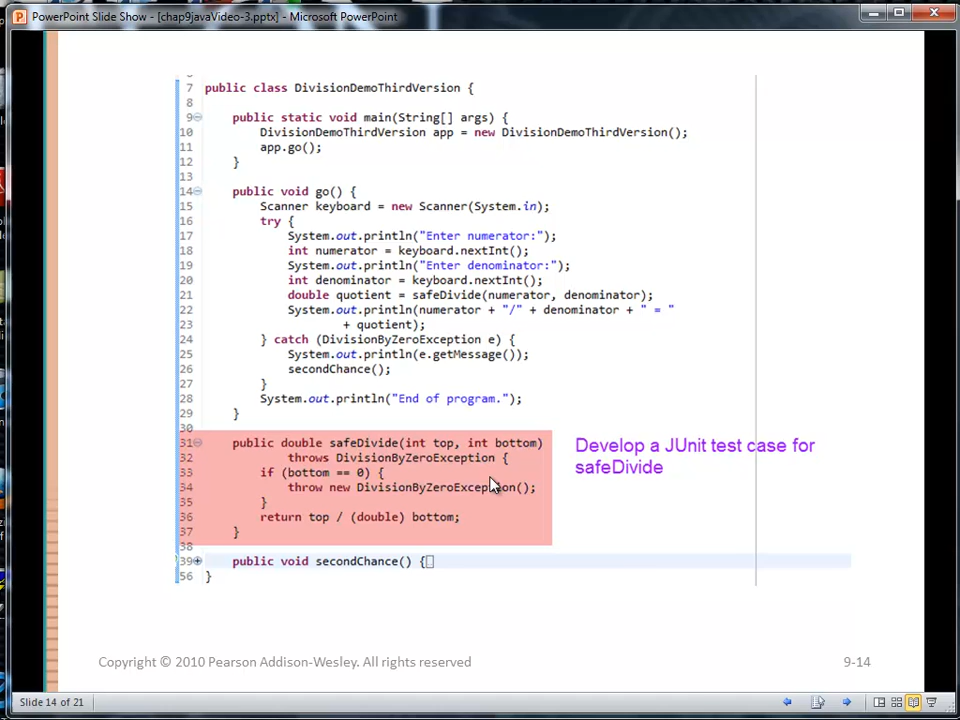 PowerPoint Slide Show - [chap9javaVideo-3.pptx] - Microsoft PowerPoint
7 public class DivisionDemoThirdVersion {
8
9 public static void main(String[] args) {
10 DivisionDemoThirdVersion app = new DivisionDemoThirdVersion();
11 app.go();
12 }
13
14 public void go() {
15 Scanner keyboard = new Scanner(System.in);
16 try {
17 System.out.println("Enter numerator:");
18 int numerator = keyboard.nextInt();
19 System.out.println("Enter denominator:");
20 int denominator = keyboard.nextInt();
21 double quotient = safeDivide(numerator, denominator);
22 System.out.println(numerator + "/" + denominator + " = "
23 + quotient);
24 } catch (DivisionByZeroException e) {
25 System.out.println(e.getMessage());
26 secondChance();
27 }
28 System.out.println("End of program.");
29 }
30
31 public double safeDivide(int top, int bottom)
32 throws DivisionByZeroException {
33 if (bottom == 0) {
34 throw new DivisionByZeroException();
35 }
36 return top / (double) bottom;
37 }
38
39 public void secondChance() {
56 }
Develop a JUnit test case for
safeDivide
Copyright © 2010 Pearson Addison-Wesley. All rights reserved
9-14
Slide 14 of 21